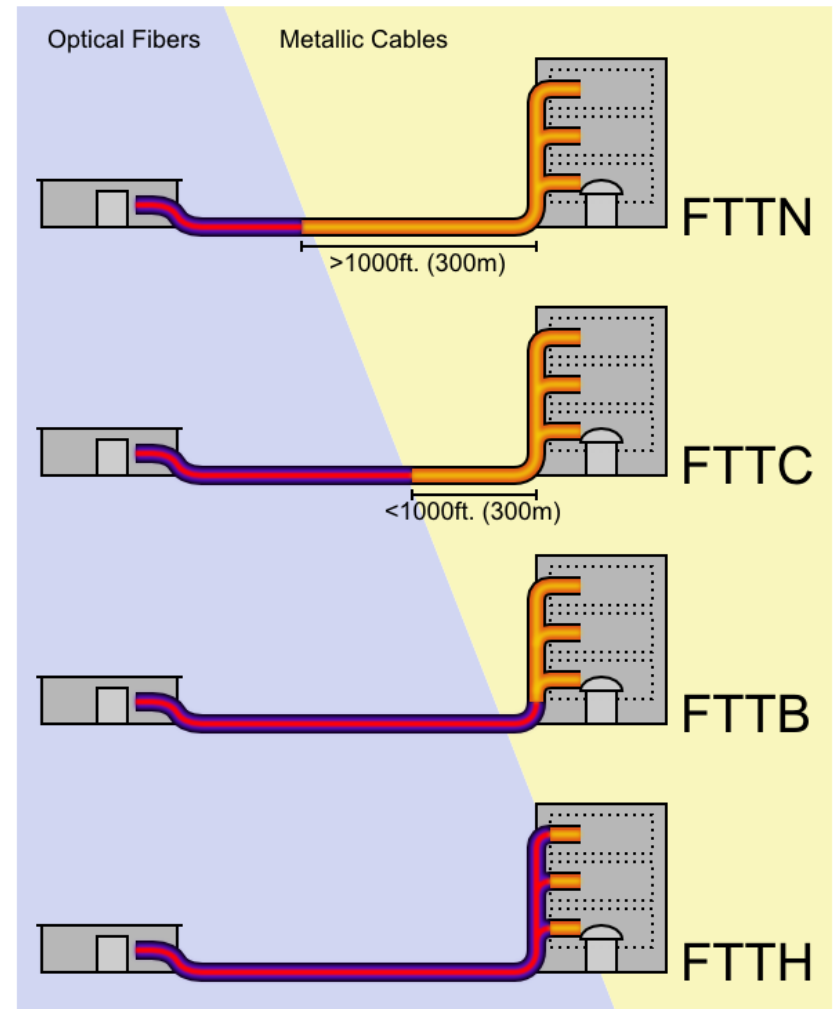 Optical Fibers
Metallic Cables
FTTN
>1000ft. (300m)
FTTC
<1000ft. (300m)
FTTB
FTTH